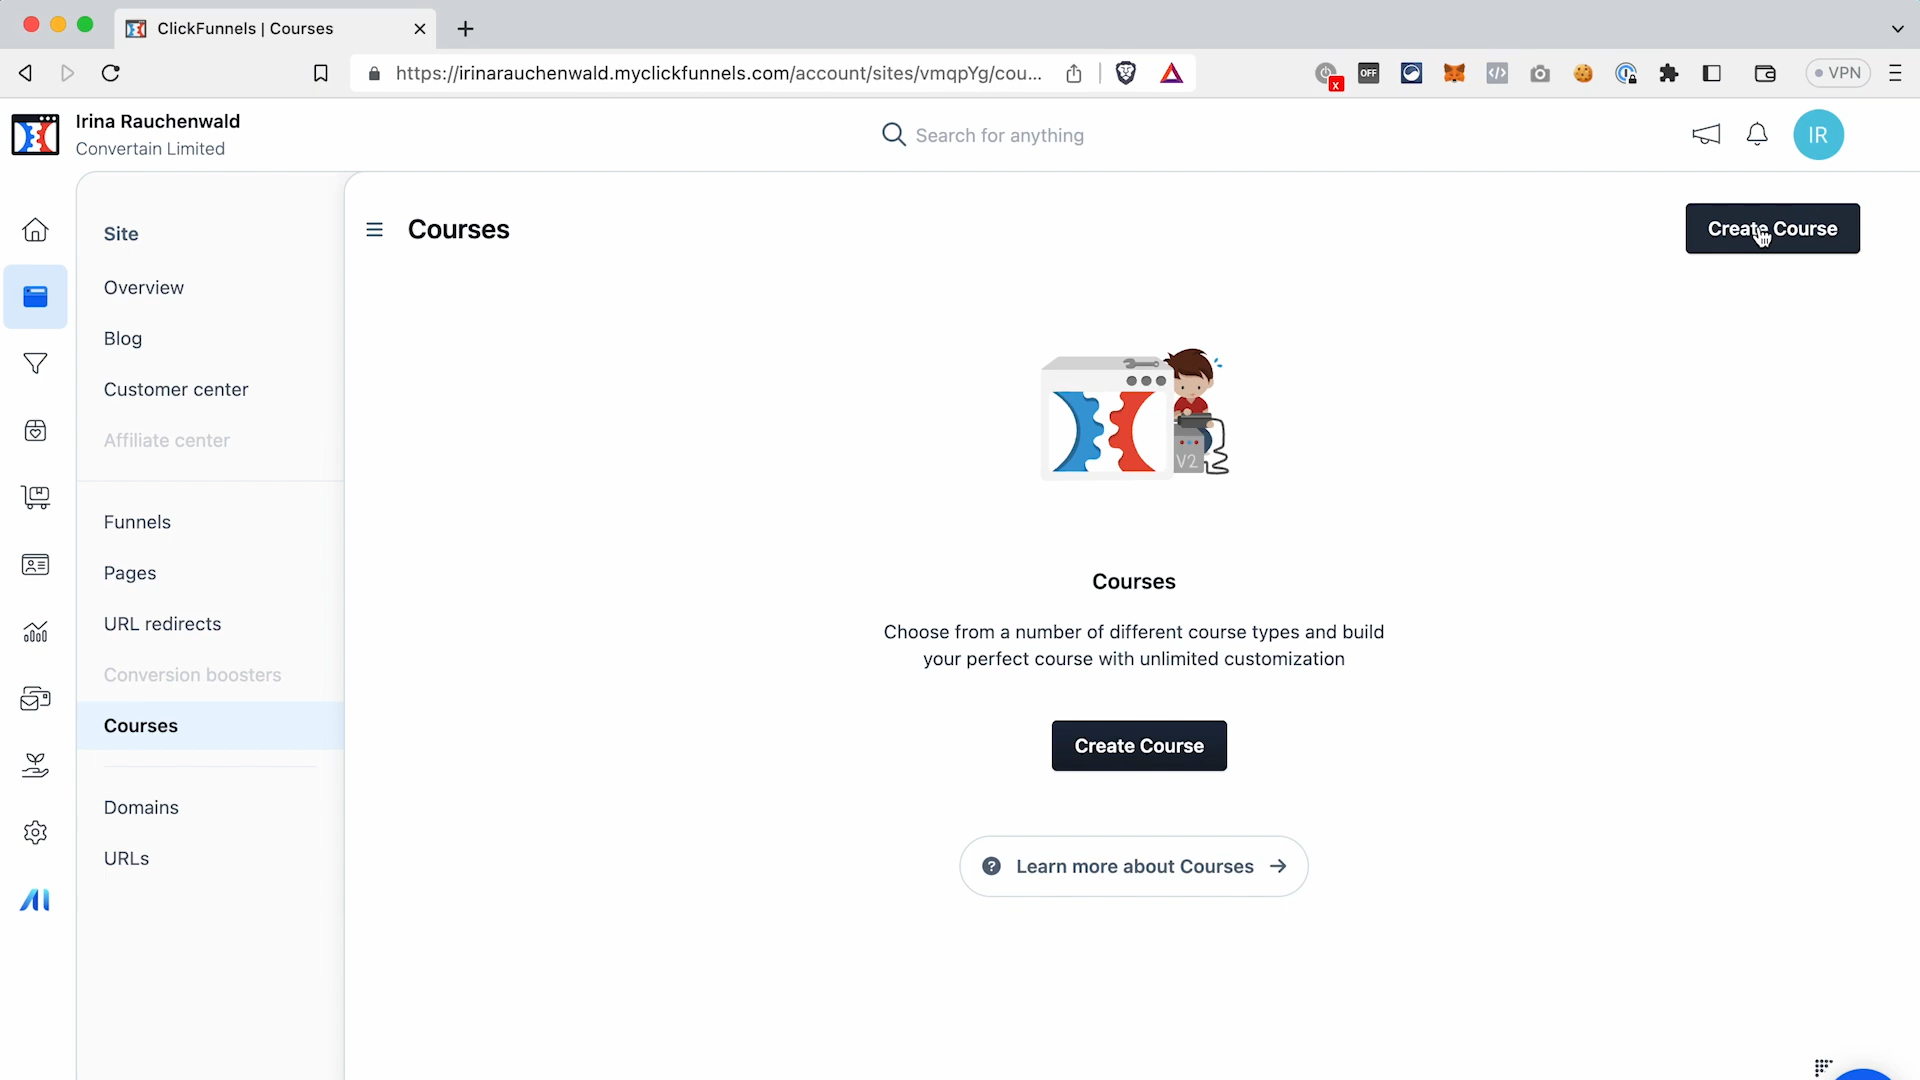 ClickFunnels | Courses
https://irinarauchenwald.myclickfunnels.com/account/sites/vmqpYg/cou...
OFF
x
VPN
Irina Rauchenwald
Convertain Limited
Search for anything
IR
Site
Overview
Blog
Customer center
Affiliate center
Funnels
Pages
URL redirects
Conversion boosters
Courses
Domains
URLs
Courses
Create Course
V2
Courses
Choose from a number of different course types and build
your perfect course with unlimited customization
Create Course
Learn more about Courses